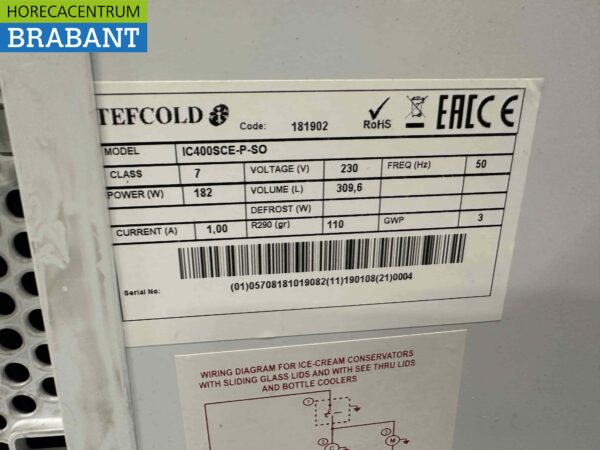 HORECACENTRUM
BRABANT
TEFCOLD
Code: 181902
RoHS
EAC CE
MODEL IC400SCE-P-SO
CLASS 7 VOLTAGE (V) 230 FREQ (Hz) 50
POWER (W) 182 VOLUME (L) 309,6
DEFROST (W)
CURRENT (A) 1,00 R290 (gr) 110 GWP 3
Serial No:
(01)05708181019082(11)190108(21)0004
WIRING DIAGRAM FOR ICE-CREAM CONSERVATORS
WITH SLIDING GLASS LIDS AND WITH SEE THRU LIDS
AND BOTTLE COOLERS
1
2 C 3 M